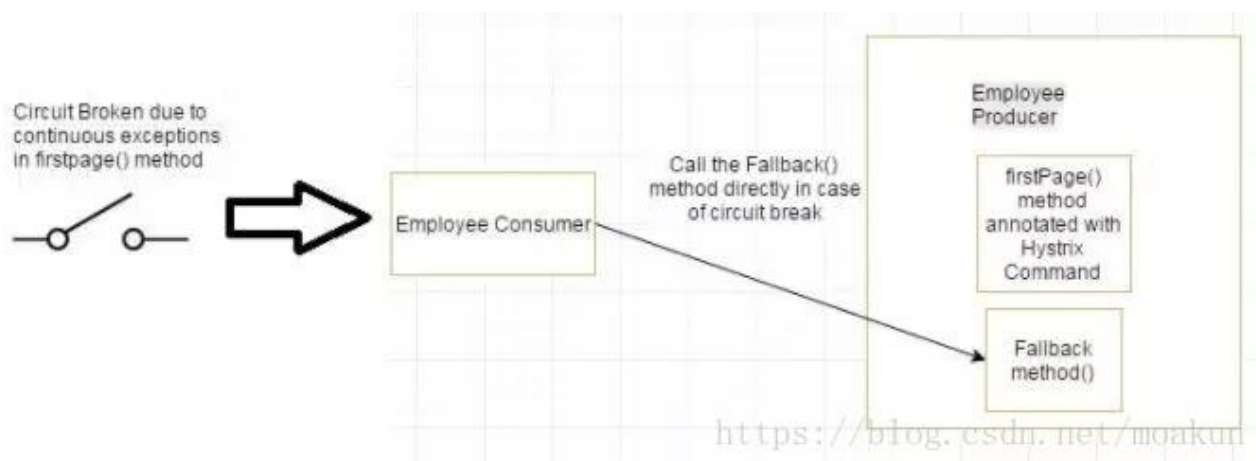 Circuit Broken due to
continuous exceptions
in firstpage() method
Employee Consumer
Call the Fallback()
method directly in case
of circuit break
Employee
Producer
firstPage()
method
annotated with
Hystrix
Command
Fallback
method()
https://blog.csdn.net/moakun